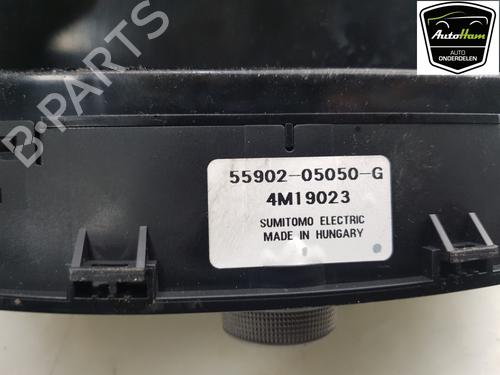 AutoHam
AUTO
ONDERDELEN
B-PARTS
55902-05050-G
4M19023
SUMITOMO ELECTRIC
MADE IN HUNGARY